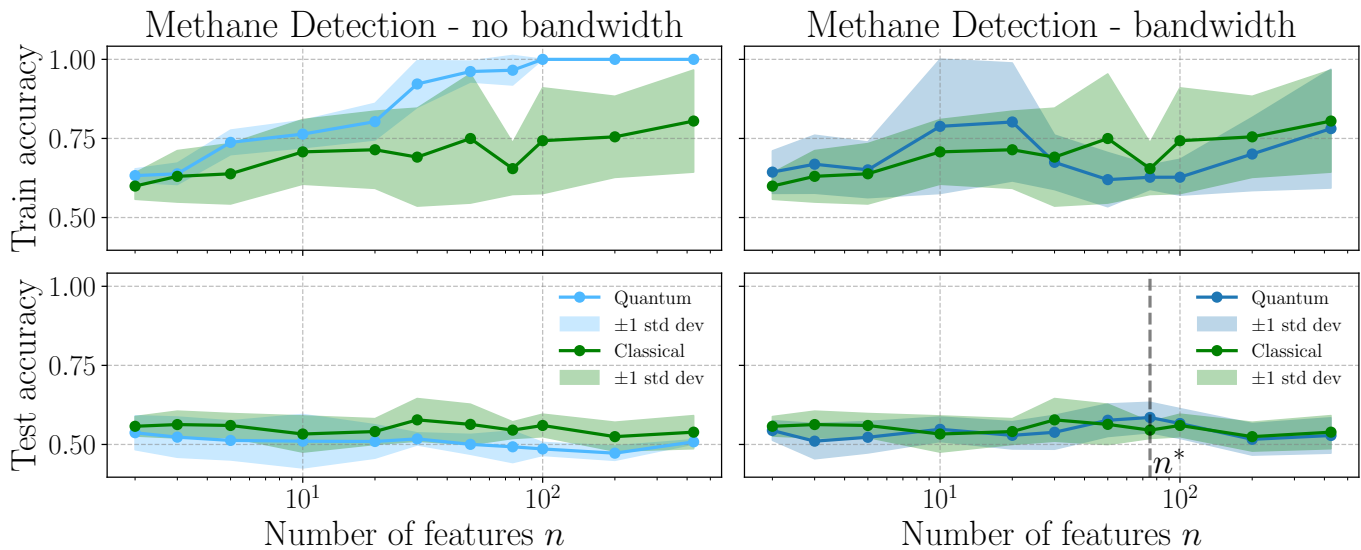 Methane Detection - no bandwidth
Methane Detection - bandwidth
Train accuracy
1.00
0.75
0.50
Test accuracy
1.00
0.75
0.50
Quantum
±1 std dev
Classical
±1 std dev
Quantum
±1 std dev
Classical
±1 std dev
n*
10¹
10²
10¹
10²
Number of features n
Number of features n